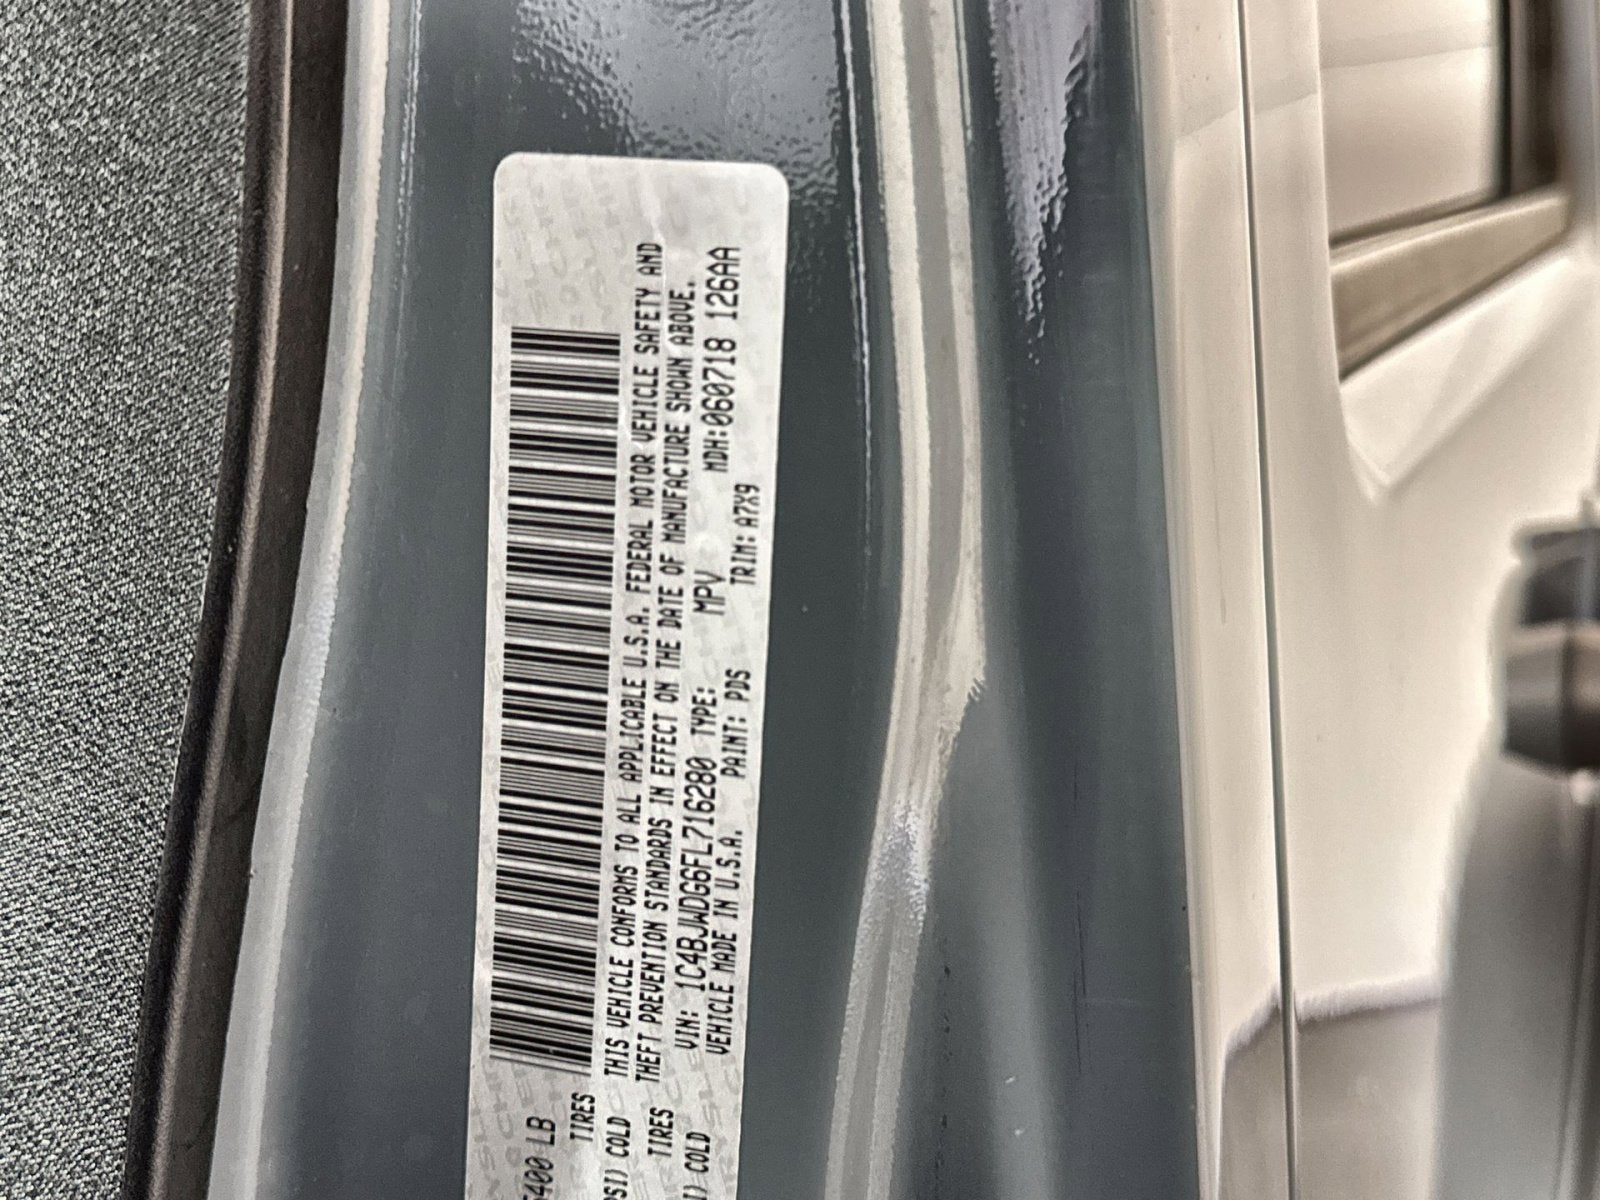 5400 LB
TIRES
PSI) COLD
THIS VEHICLE CONFORMS TO ALL APPLICABLE U.S.A. FEDERAL MOTOR VEHICLE SAFETY AND
TIRES
THEFT PREVENTION STANDARDS IN EFFECT ON THE DATE OF MANUFACTURE SHOWN ABOVE.
I) COLD
VIN: 1C4BJWDG6FL716280 TYPE: MPV MDH:060718 126AA
VEHICLE MADE IN U.S.A. PAINT: PDS TRIM: A7X9